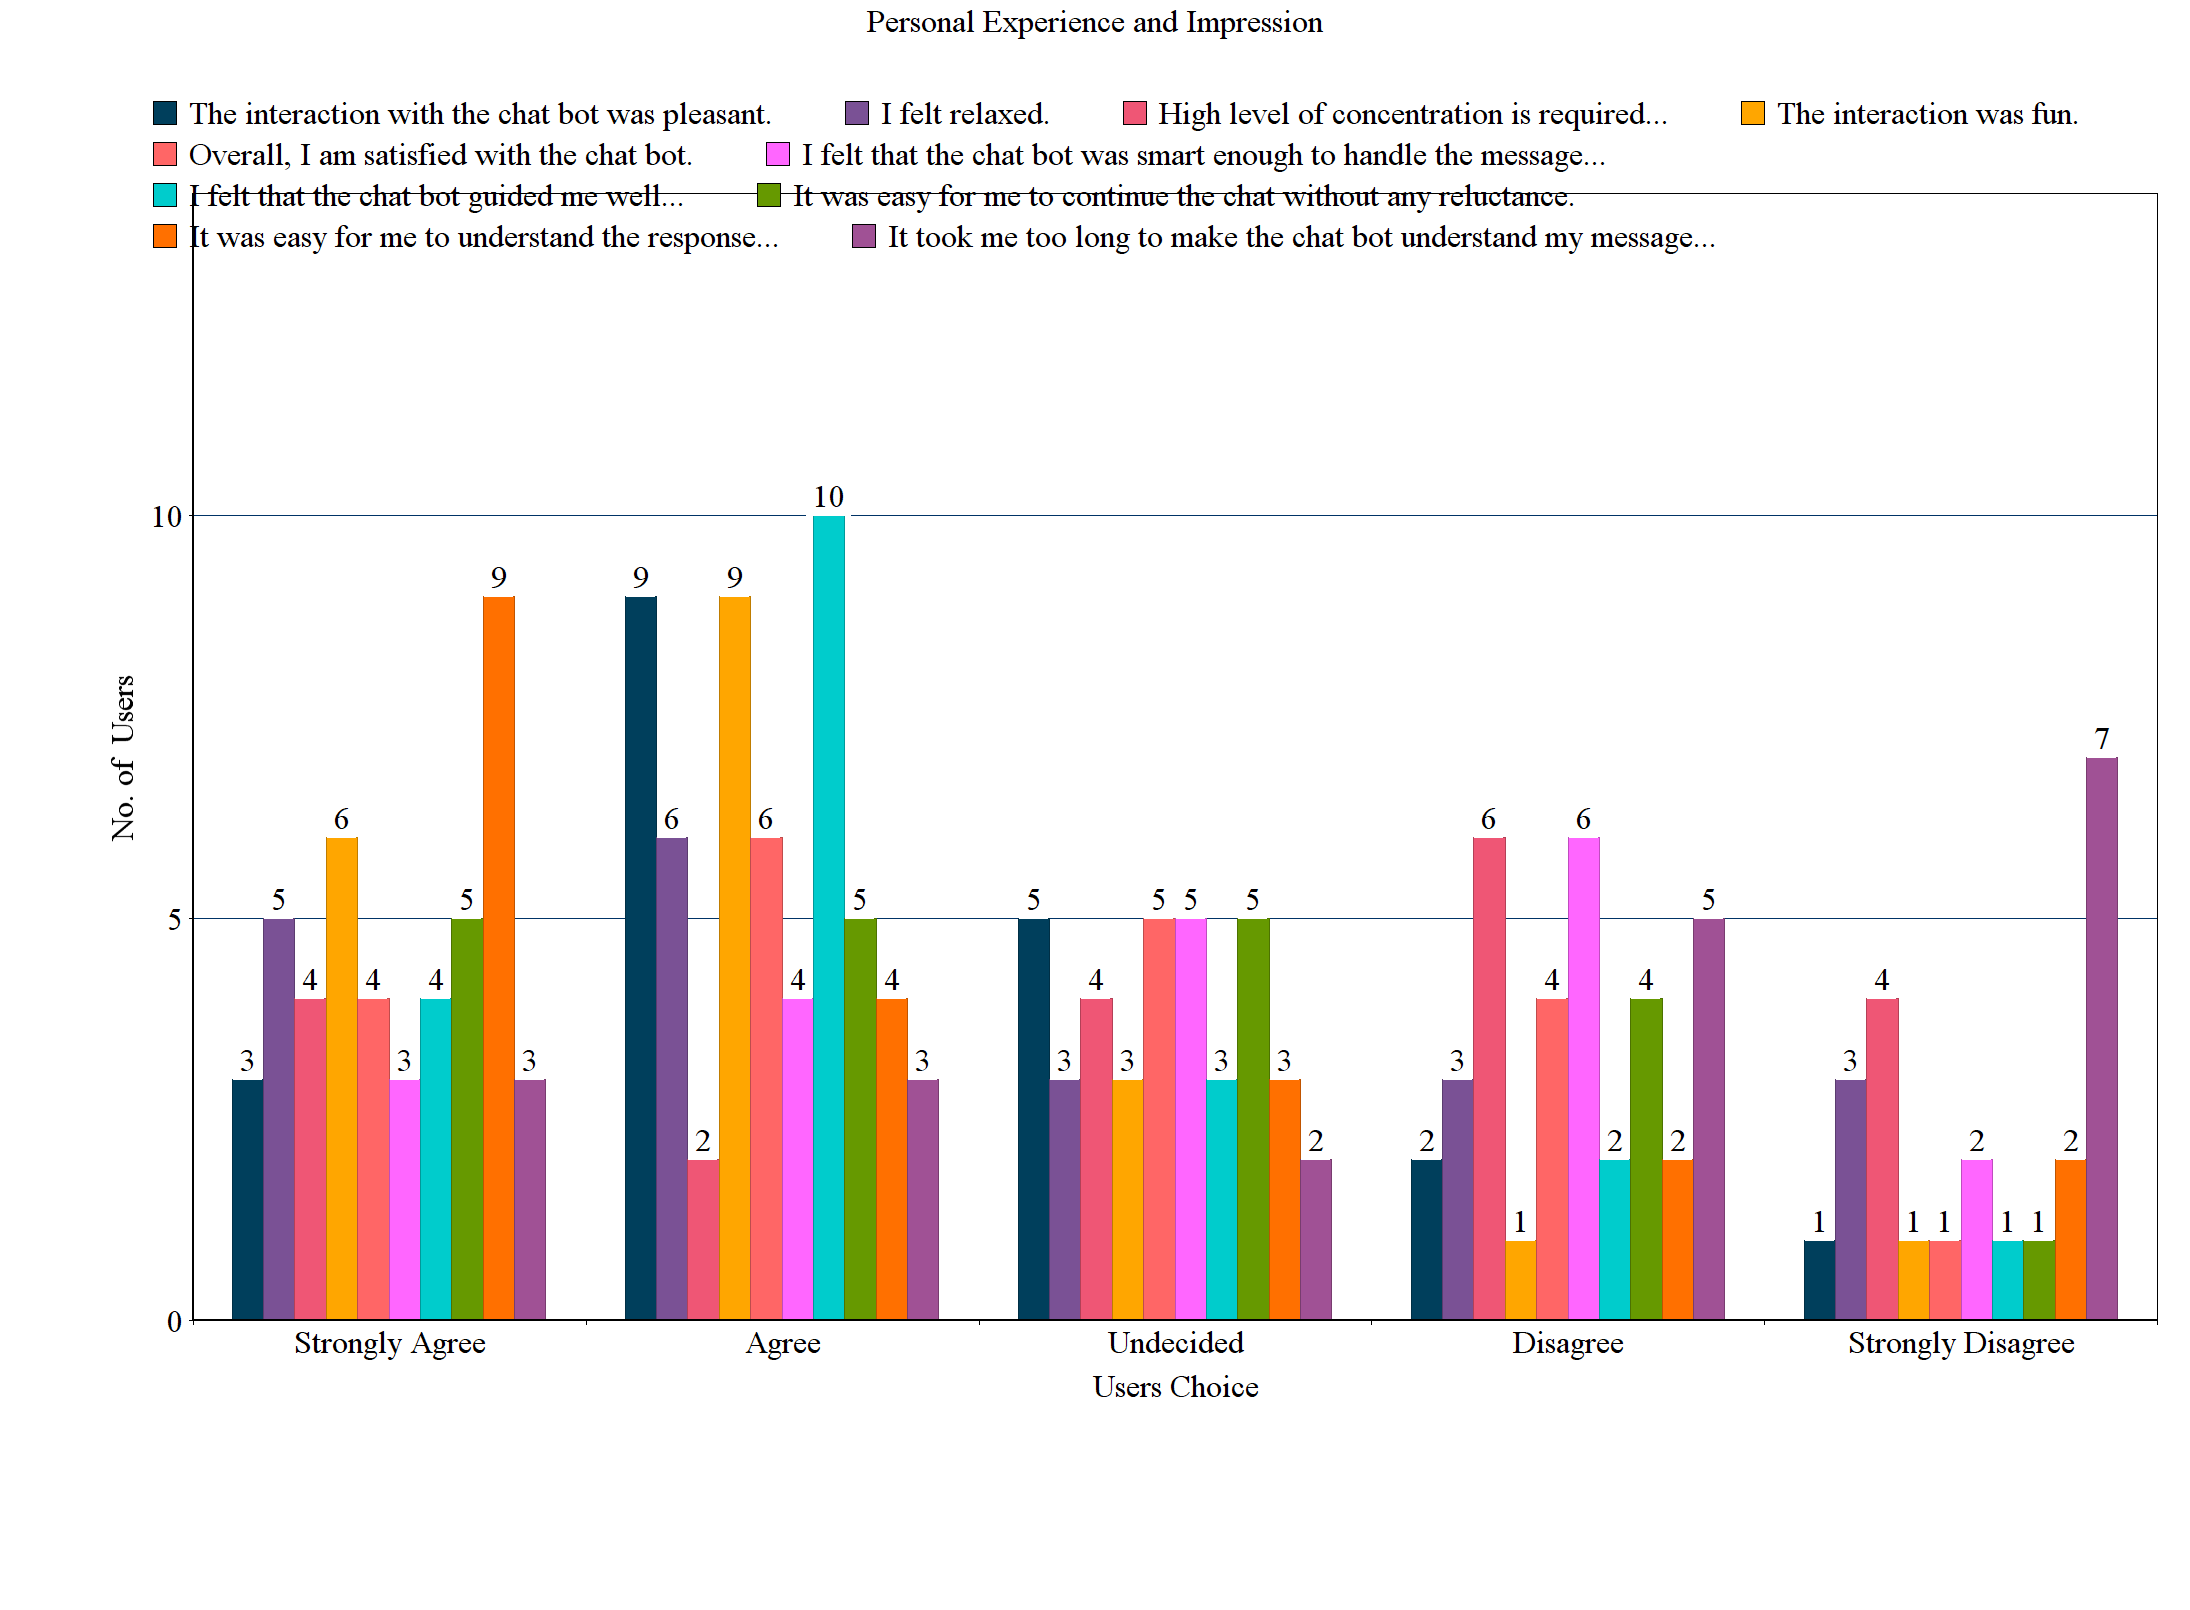 Personal Experience and Impression
The interaction with the chat bot was pleasant. I felt relaxed. High level of concentration is required... The interaction was fun.
Overall, I am satisfied with the chat bot. I felt that the chat bot was smart enough to handle the message...
I felt that the chat bot guided me well... It was easy for me to continue the chat without any reluctance.
It was easy for me to understand the response... It took me too long to make the chat bot understand my message...
No. of Users
10
5
0
3 5 4 6 4 3 4 5 9 3
9 6 2 9 6 4 10 5 4 3
5 3 4 3 5 5 3 5 3 2
2 3 6 1 4 6 2 4 2 5
1 3 4 1 1 2 1 1 2 7
Strongly Agree Agree Undecided Disagree Strongly Disagree
Users Choice